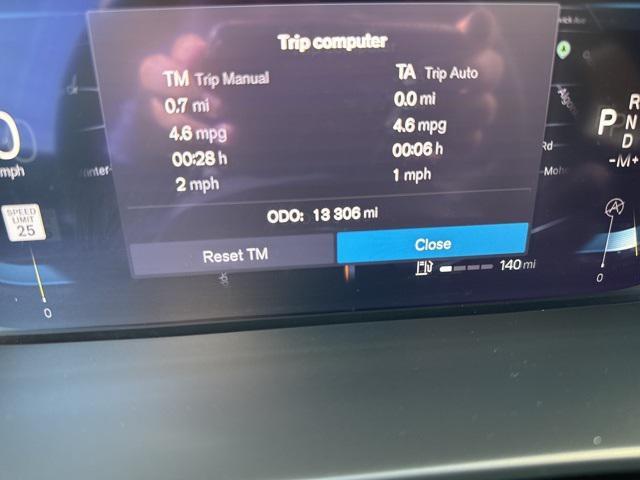 Trip computer
TM Trip Manual
0.7 mi
4.6 mpg
00:28 h
2 mph
TA Trip Auto
0.0 mi
4.6 mpg
00:06 h
1 mph
ODO: 13 306 mi
Reset TM
Close
0
mph
SPEED
LIMIT
25
0
140 mi
P
R
N
D
-M+
A
0
Rd